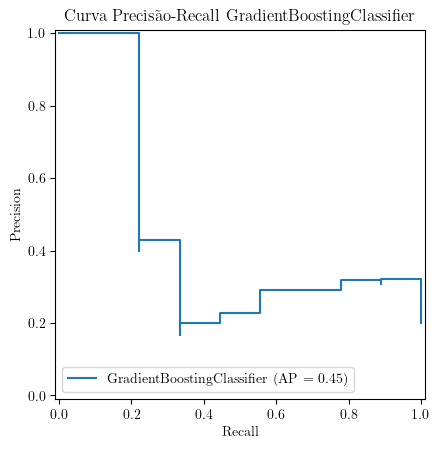 Curva Precisão-Recall GradientBoostingClassifier
1.0
0.8
0.6
0.4
0.2
0.0
Precision
GradientBoostingClassifier (AP = 0.45)
0.0 0.2 0.4 0.6 0.8 1.0
Recall